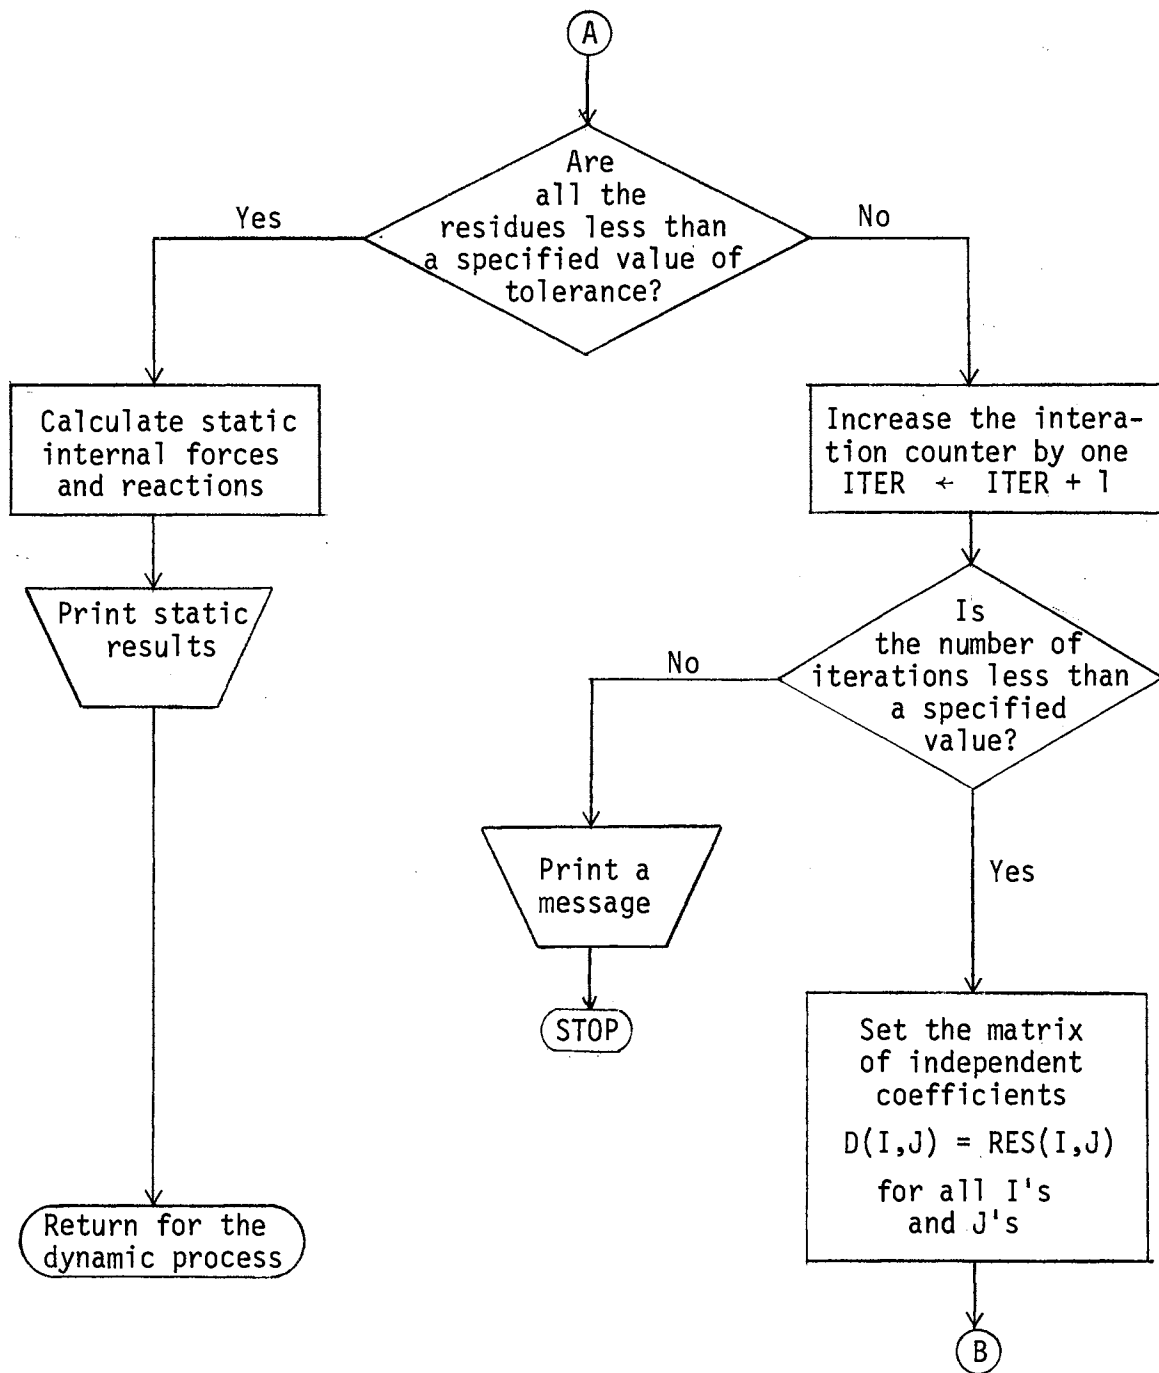 A
Are
all the
residues less than
a specified value of
tolerance?
Yes
No
Calculate static
internal forces
and reactions
Increase the intera-
tion counter by one
ITER ← ITER + 1
Print static
results
Is
the number of
iterations less than
a specified
value?
No
Yes
Print a
message
STOP
Set the matrix
of independent
coefficients
D(I,J) = RES(I,J)
for all I's
and J's
Return for the
dynamic process
B